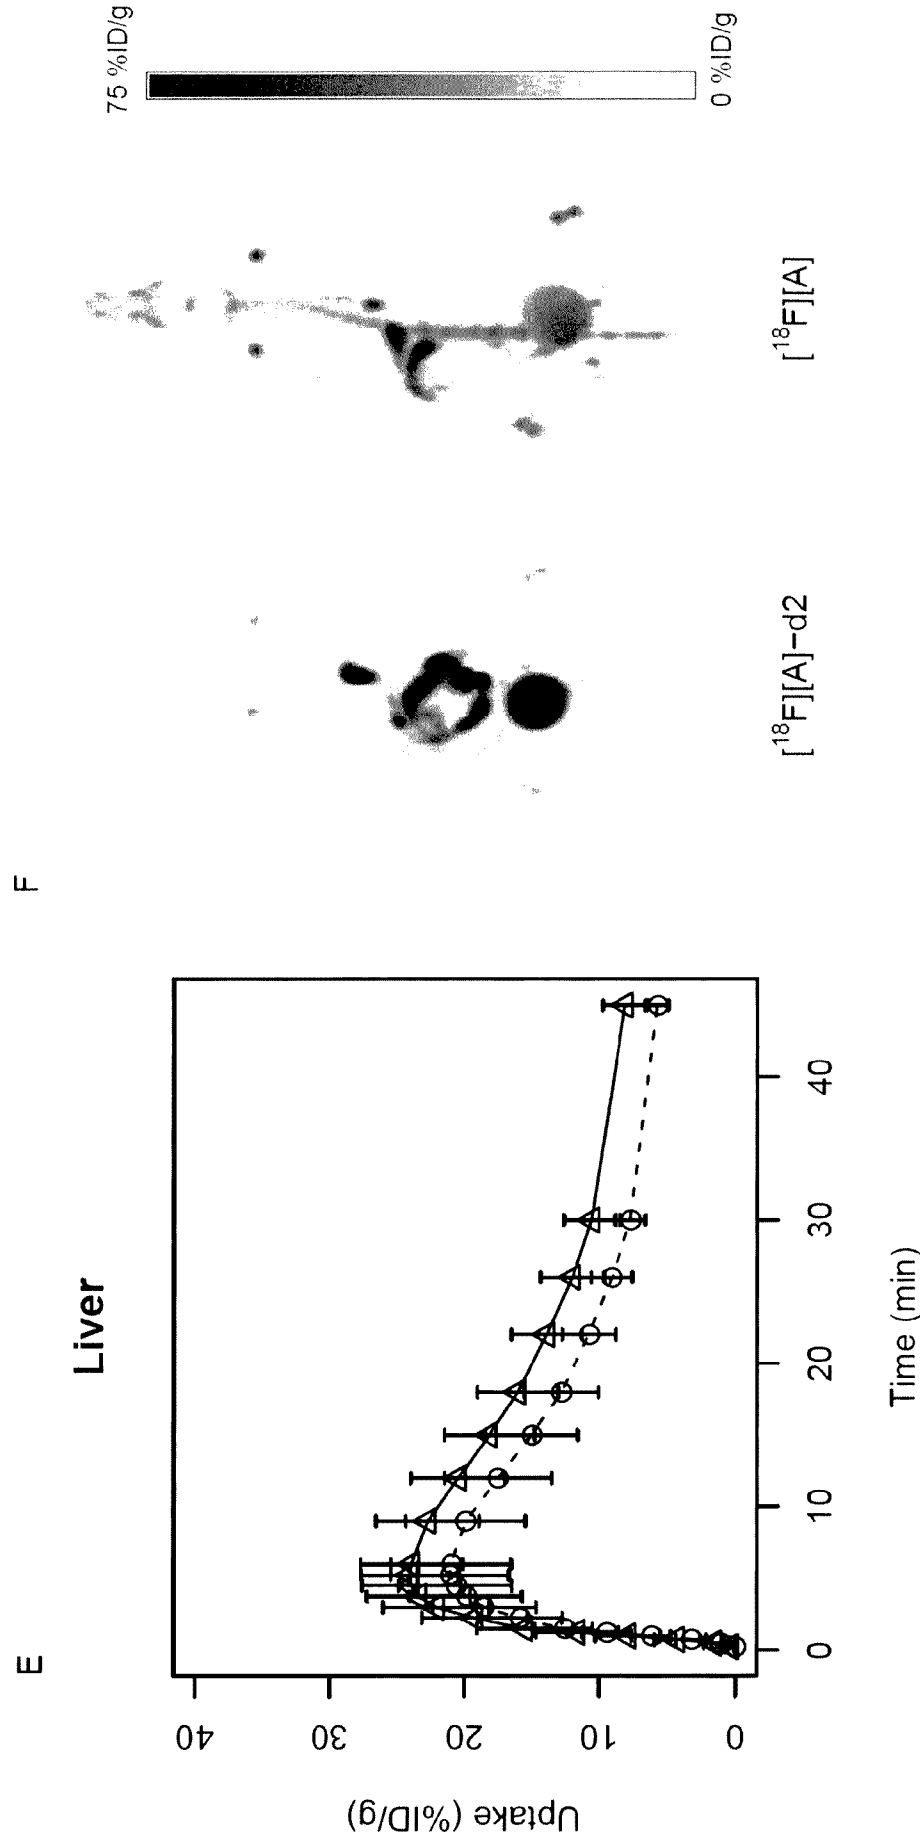 E
Liver
Uptake (%ID/g)
40
30
20
10
0
0
10
20
30
40
Time (min)
F
[¹⁸F][A]−d2
[¹⁸F][A]
75 %ID/g
0 %ID/g